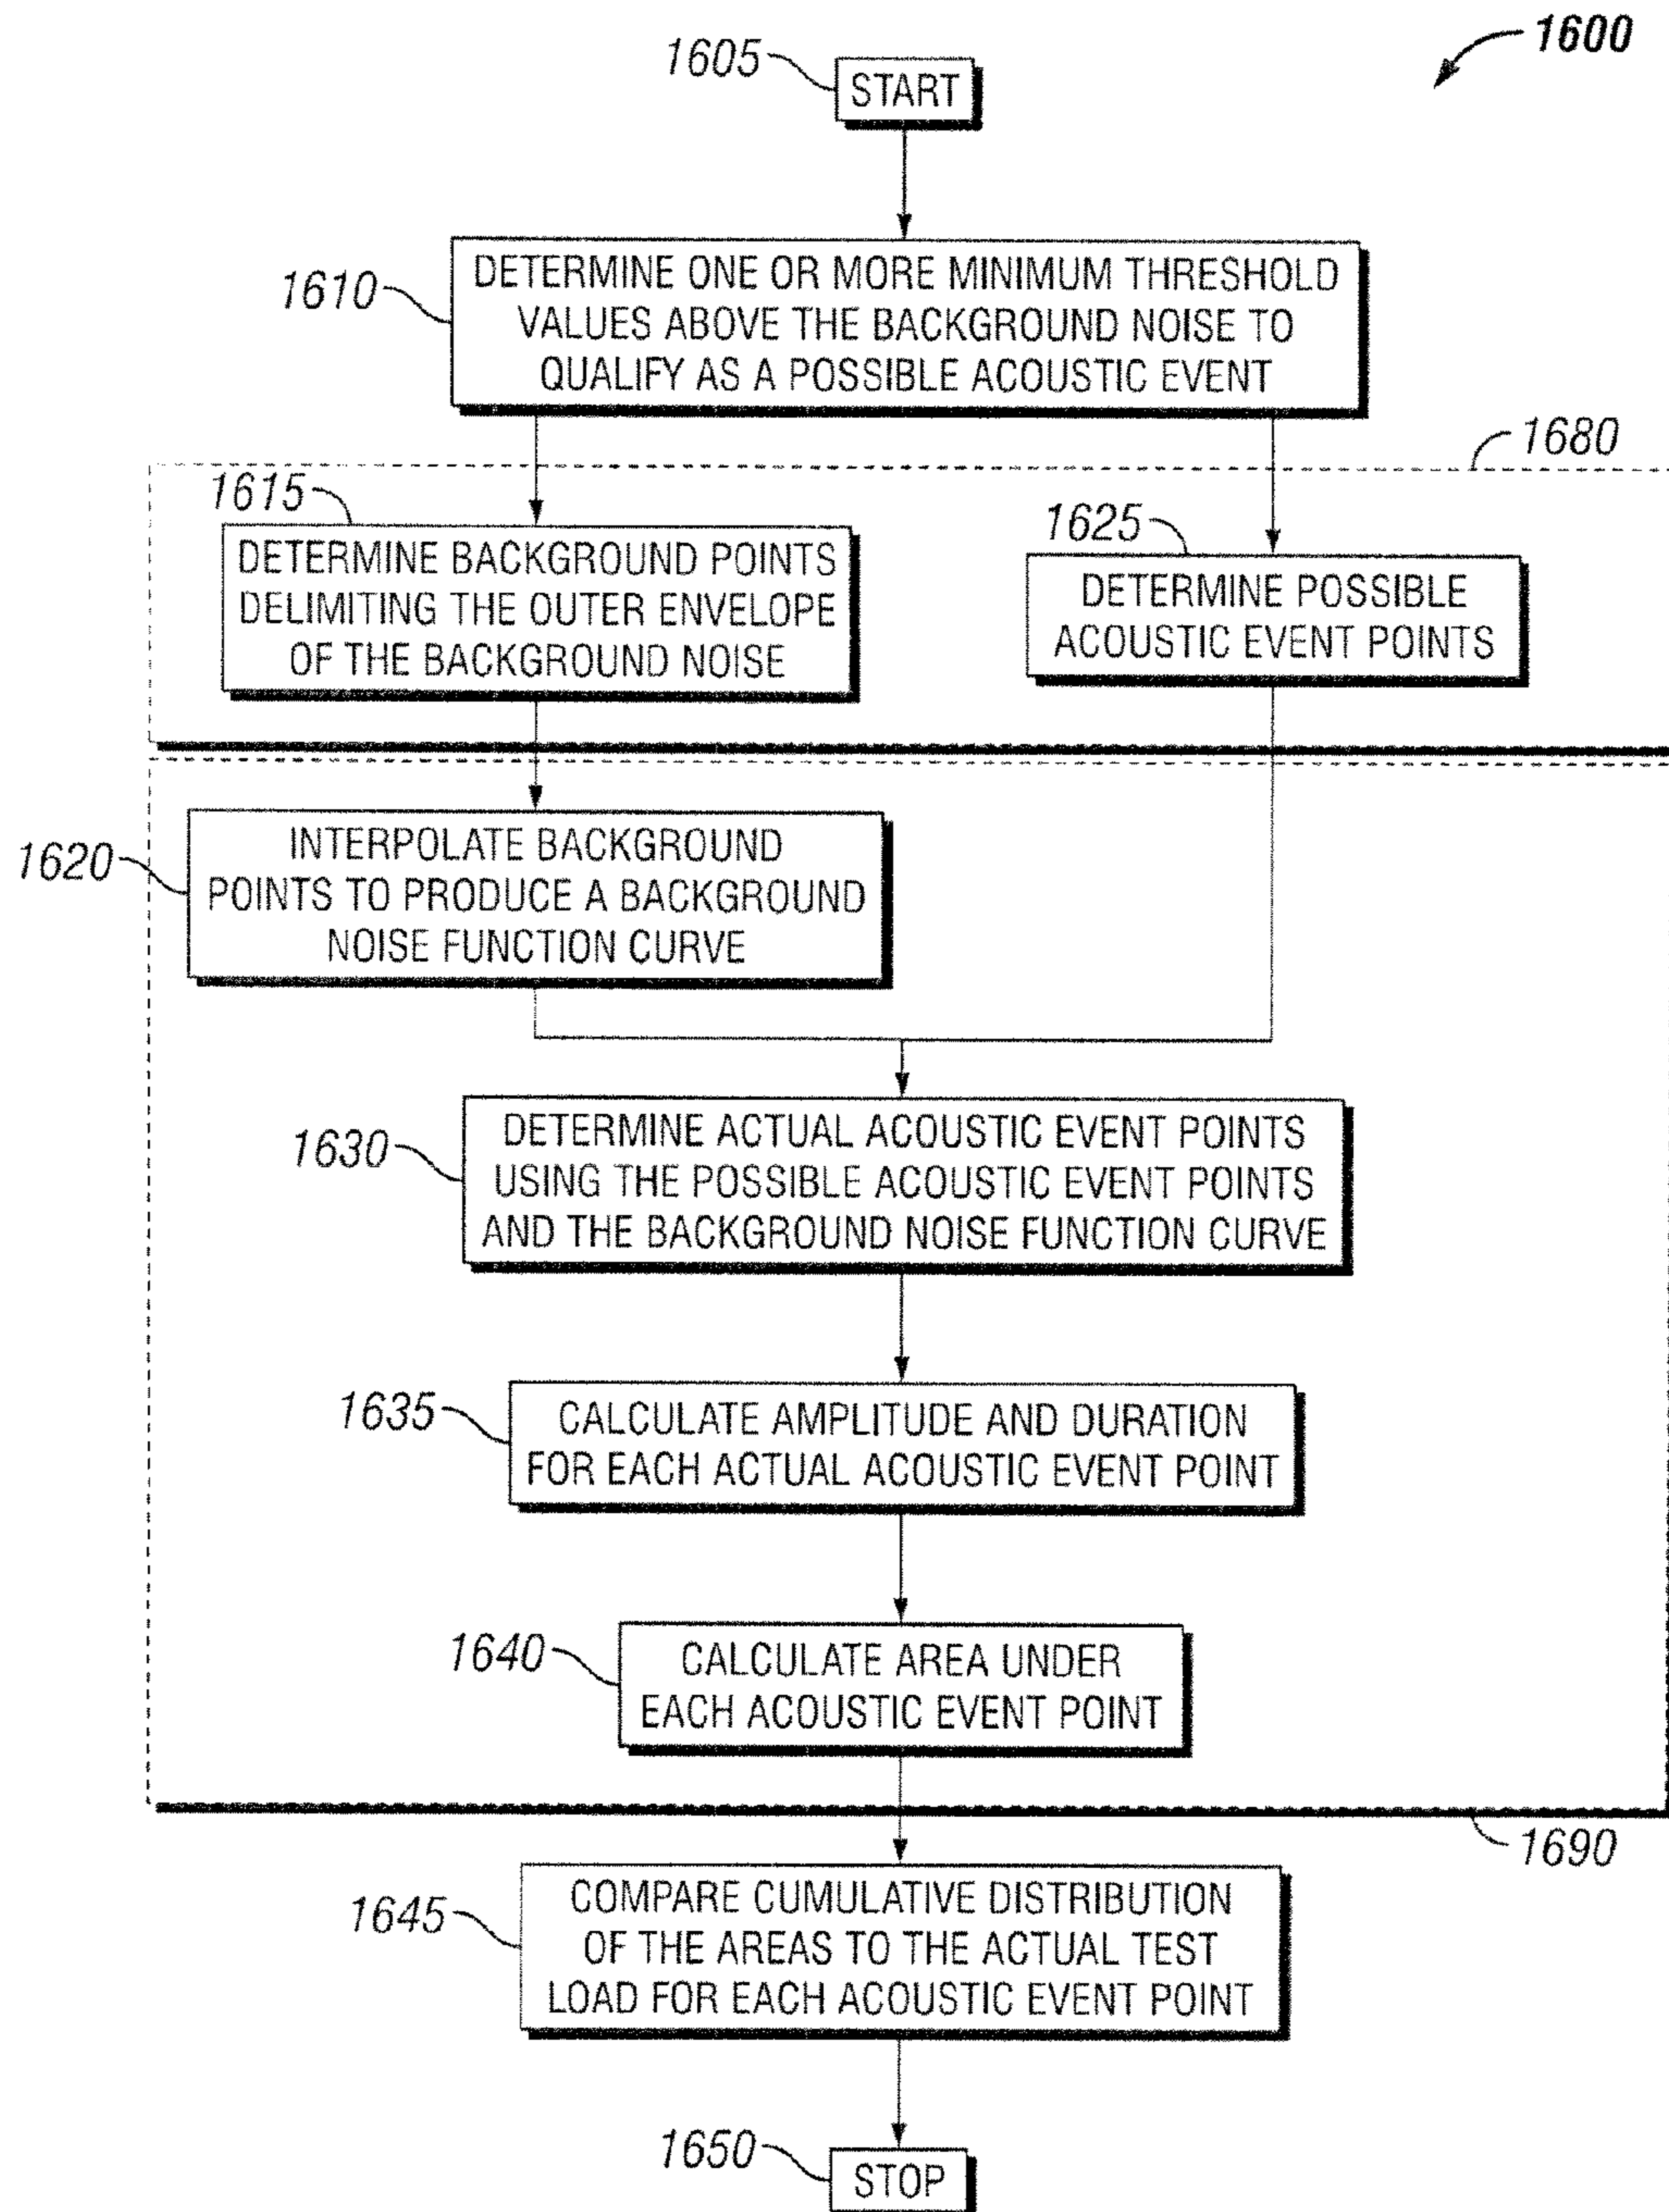 1600
1605
START
1610
DETERMINE ONE OR MORE MINIMUM THRESHOLD
VALUES ABOVE THE BACKGROUND NOISE TO
QUALIFY AS A POSSIBLE ACOUSTIC EVENT
1680
1615
DETERMINE BACKGROUND POINTS
DELIMITING THE OUTER ENVELOPE
OF THE BACKGROUND NOISE
1625
DETERMINE POSSIBLE
ACOUSTIC EVENT POINTS
1620
INTERPOLATE BACKGROUND
POINTS TO PRODUCE A BACKGROUND
NOISE FUNCTION CURVE
1630
DETERMINE ACTUAL ACOUSTIC EVENT POINTS
USING THE POSSIBLE ACOUSTIC EVENT POINTS
AND THE BACKGROUND NOISE FUNCTION CURVE
1635
CALCULATE AMPLITUDE AND DURATION
FOR EACH ACTUAL ACOUSTIC EVENT POINT
1640
CALCULATE AREA UNDER
EACH ACOUSTIC EVENT POINT
1690
1645
COMPARE CUMULATIVE DISTRIBUTION
OF THE AREAS TO THE ACTUAL TEST
LOAD FOR EACH ACOUSTIC EVENT POINT
1650
STOP